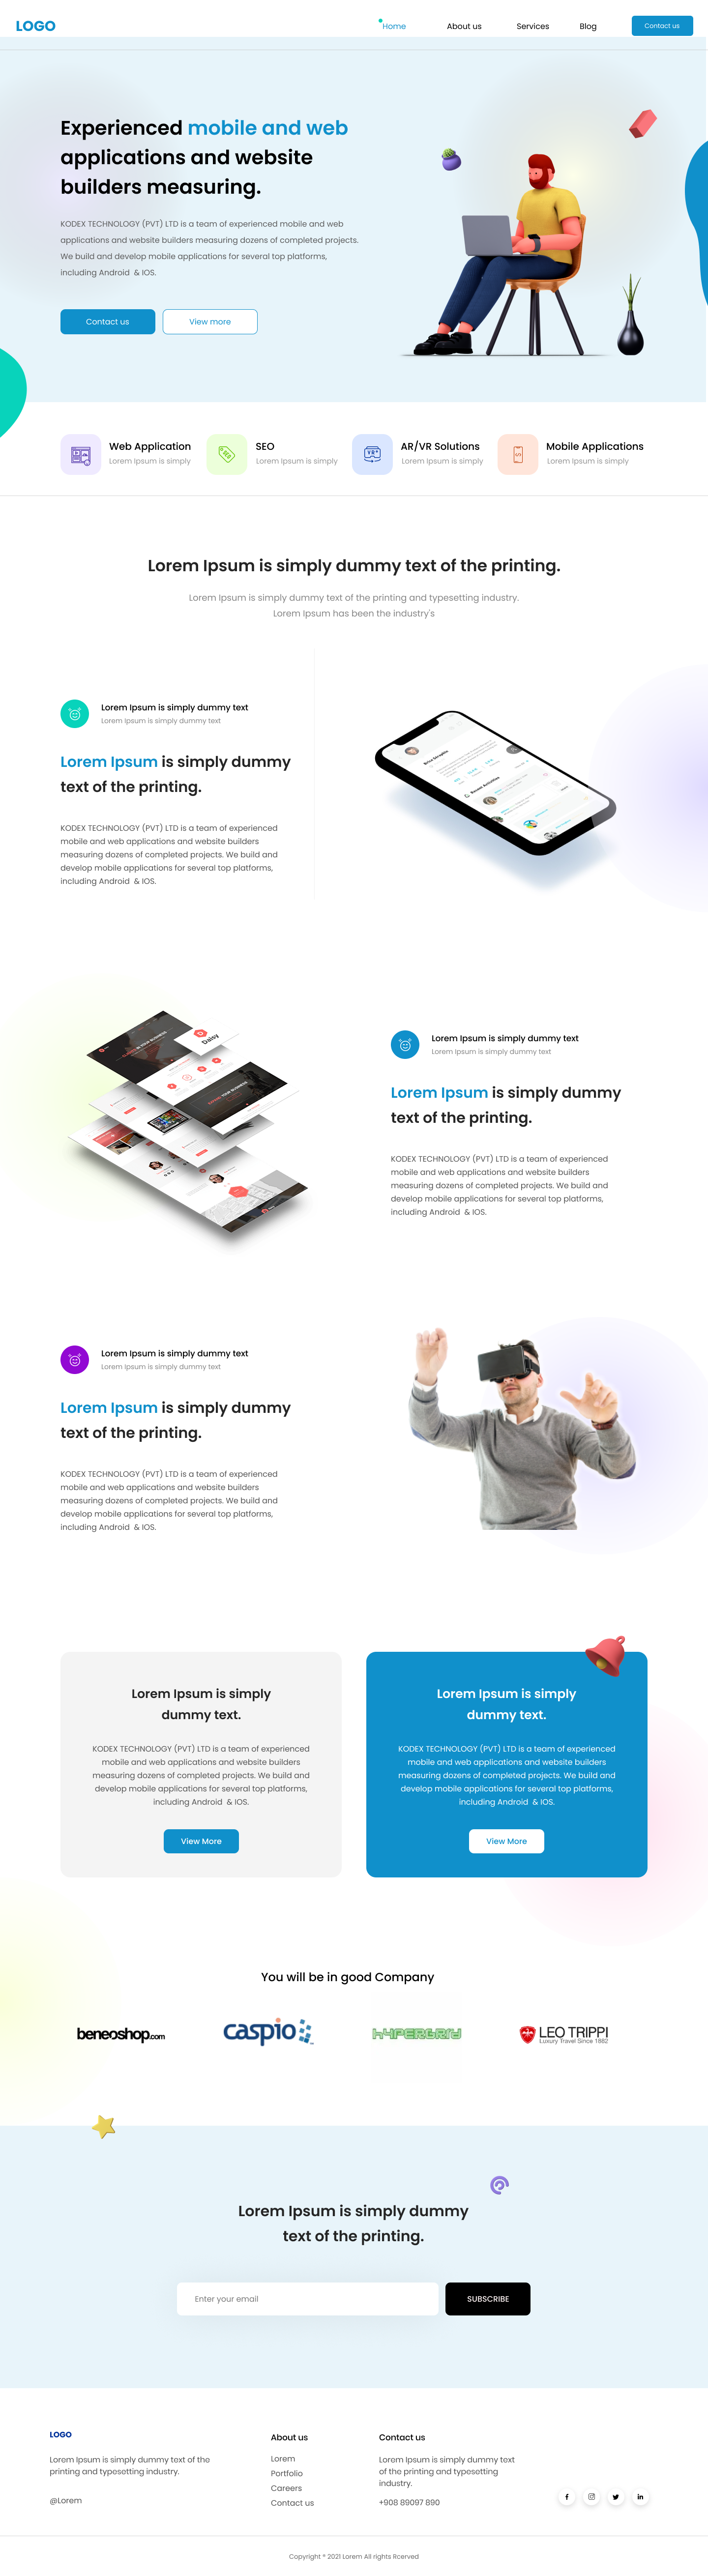 LOGO
Home
About us
Services
Blog
Contact us
Experienced mobile and web
applications and website
builders measuring.
KODEX TECHNOLOGY (PVT) LTD is a team of experienced mobile and web
applications and website builders measuring dozens of completed projects.
We build and develop mobile applications for several top platforms,
including Android & IOS.
Contact us
View more
Web Application
Lorem Ipsum is simply
SEO
Lorem Ipsum is simply
AR/VR Solutions
Lorem Ipsum is simply
Mobile Applications
Lorem Ipsum is simply
Lorem Ipsum is simply dummy text of the printing.
Lorem Ipsum is simply dummy text of the printing and typesetting industry.
Lorem Ipsum has been the industry's
Lorem Ipsum is simply dummy text
Lorem Ipsum is simply dummy text
Lorem Ipsum is simply dummy
text of the printing.
KODEX TECHNOLOGY (PVT) LTD is a team of experienced
mobile and web applications and website builders
measuring dozens of completed projects. We build and
develop mobile applications for several top platforms,
including Android & IOS.
Daisy
Lorem Ipsum is simply dummy text
Lorem Ipsum is simply dummy text
Lorem Ipsum is simply dummy
text of the printing.
KODEX TECHNOLOGY (PVT) LTD is a team of experienced
mobile and web applications and website builders
measuring dozens of completed projects. We build and
develop mobile applications for several top platforms,
including Android & IOS.
Lorem Ipsum is simply dummy text
Lorem Ipsum is simply dummy text
Lorem Ipsum is simply dummy
text of the printing.
KODEX TECHNOLOGY (PVT) LTD is a team of experienced
mobile and web applications and website builders
measuring dozens of completed projects. We build and
develop mobile applications for several top platforms,
including Android & IOS.
Lorem Ipsum is simply
dummy text.
KODEX TECHNOLOGY (PVT) LTD is a team of experienced
mobile and web applications and website builders
measuring dozens of completed projects. We build and
develop mobile applications for several top platforms,
including Android & IOS.
View More
Lorem Ipsum is simply
dummy text.
KODEX TECHNOLOGY (PVT) LTD is a team of experienced
mobile and web applications and website builders
measuring dozens of completed projects. We build and
develop mobile applications for several top platforms,
including Android & IOS.
View More
You will be in good Company
beneoshop.com
caspio
HYPERGRID
LEO TRIPPI
Luxury Travel Since 1882
Lorem Ipsum is simply dummy
text of the printing.
Enter your email
SUBSCRIBE
LOGO
Lorem Ipsum is simply dummy text of the
printing and typesetting industry.
@Lorem
About us
Lorem
Portfolio
Careers
Contact us
Contact us
Lorem Ipsum is simply dummy text
of the printing and typesetting
industry.
+908 89097 890
Copyright ® 2021 Lorem All rights Rcerved